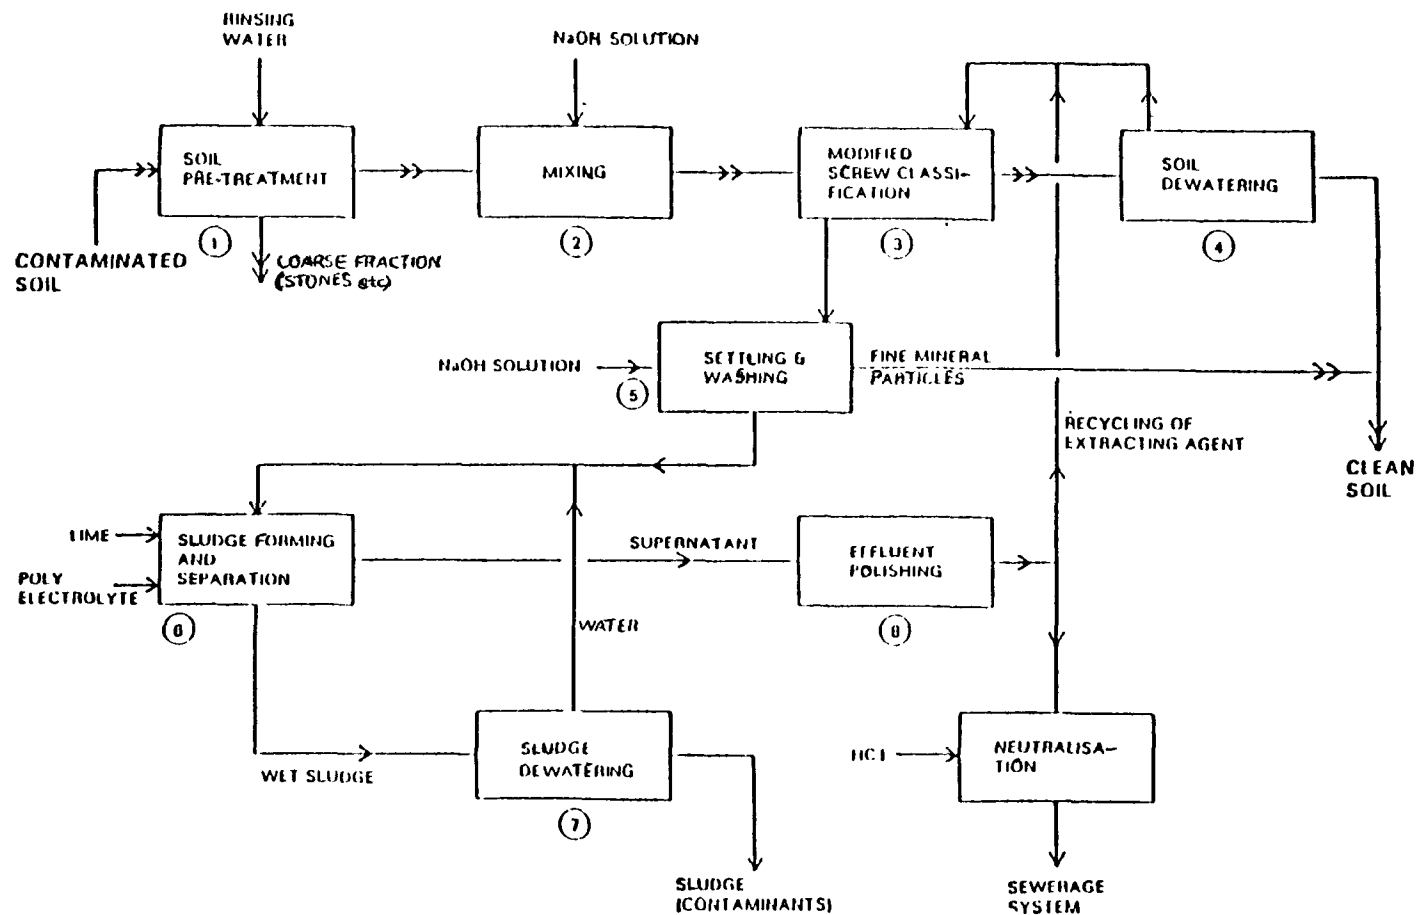 RINSING
WATER
NaOH SOLUTION
SOIL
PRE-TREATMENT
MIXING
MODIFIED
SCREW CLASSI-
FICATION
SOIL
DEWATERING
1
2
3
4
CONTAMINATED
SOIL
COARSE FRACTION
(STONES etc)
NaOH SOLUTION
SETTLING &
WASHING
5
FINE MINERAL
PARTICLES
RECYCLING OF
EXTRACTING AGENT
CLEAN
SOIL
LIME
POLY
ELECTROLYTE
SLUDGE FORMING
AND
SEPARATION
6
SUPERNATANT
EFFLUENT
POLISHING
8
WATER
WET SLUDGE
SLUDGE
DEWATERING
7
HCl
NEUTRALISA-
TION
SLUDGE
(CONTAMINANTS)
SEWERAGE
SYSTEM